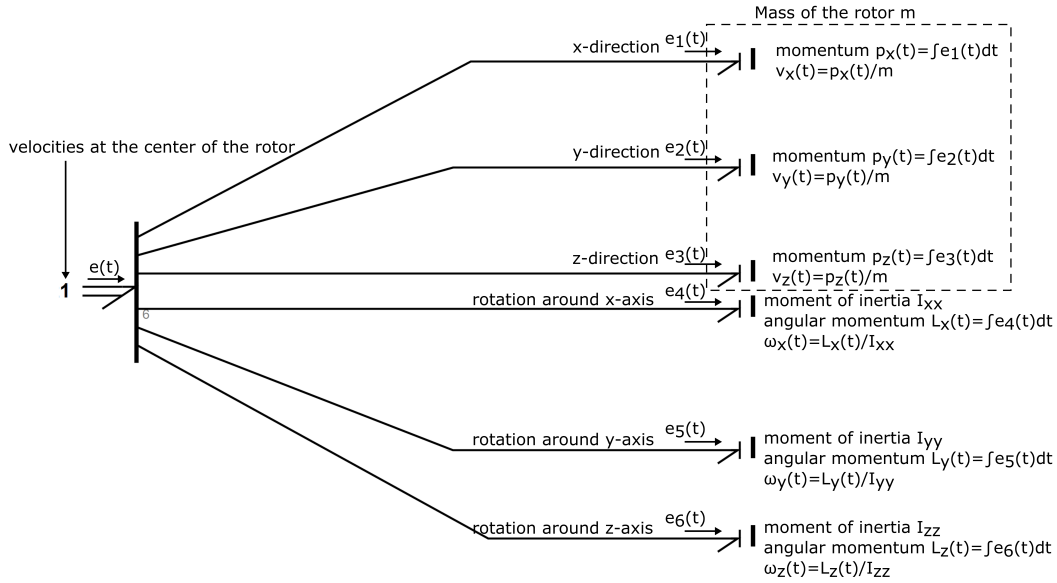 Mass of the rotor m
x-direction e1(t)
momentum px(t)=∫e1(t)dt
vx(t)=px(t)/m
velocities at the center of the rotor
y-direction e2(t)
momentum py(t)=∫e2(t)dt
vy(t)=py(t)/m
z-direction e3(t)
momentum pz(t)=∫e3(t)dt
vz(t)=pz(t)/m
e(t)
1
6
rotation around x-axis e4(t)
moment of inertia Ixx
angular momentum Lx(t)=∫e4(t)dt
ωx(t)=Lx(t)/Ixx
rotation around y-axis e5(t)
moment of inertia Iyy
angular momentum Ly(t)=∫e5(t)dt
ωy(t)=Ly(t)/Iyy
rotation around z-axis e6(t)
moment of inertia Izz
angular momentum Lz(t)=∫e6(t)dt
ωz(t)=Lz(t)/Izz